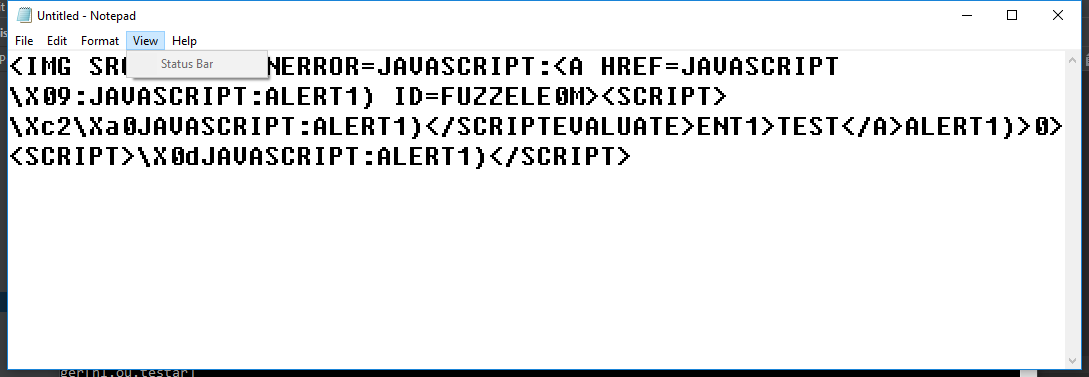 Untitled - Notepad
File Edit Format View Help
Status Bar
<IMG SR NERROR=JAVASCRIPT:<A HREF=JAVASCRIPT
\X09:JAVASCRIPT:ALERT1) ID=FUZZELE0M><SCRIPT>
\Xc2\Xa0JAVASCRIPT:ALERT1)</SCRIPTEVALUATE>ENT1>TEST</A>ALERT1)>0>
<SCRIPT>\X0dJAVASCRIPT:ALERT1)</SCRIPT>